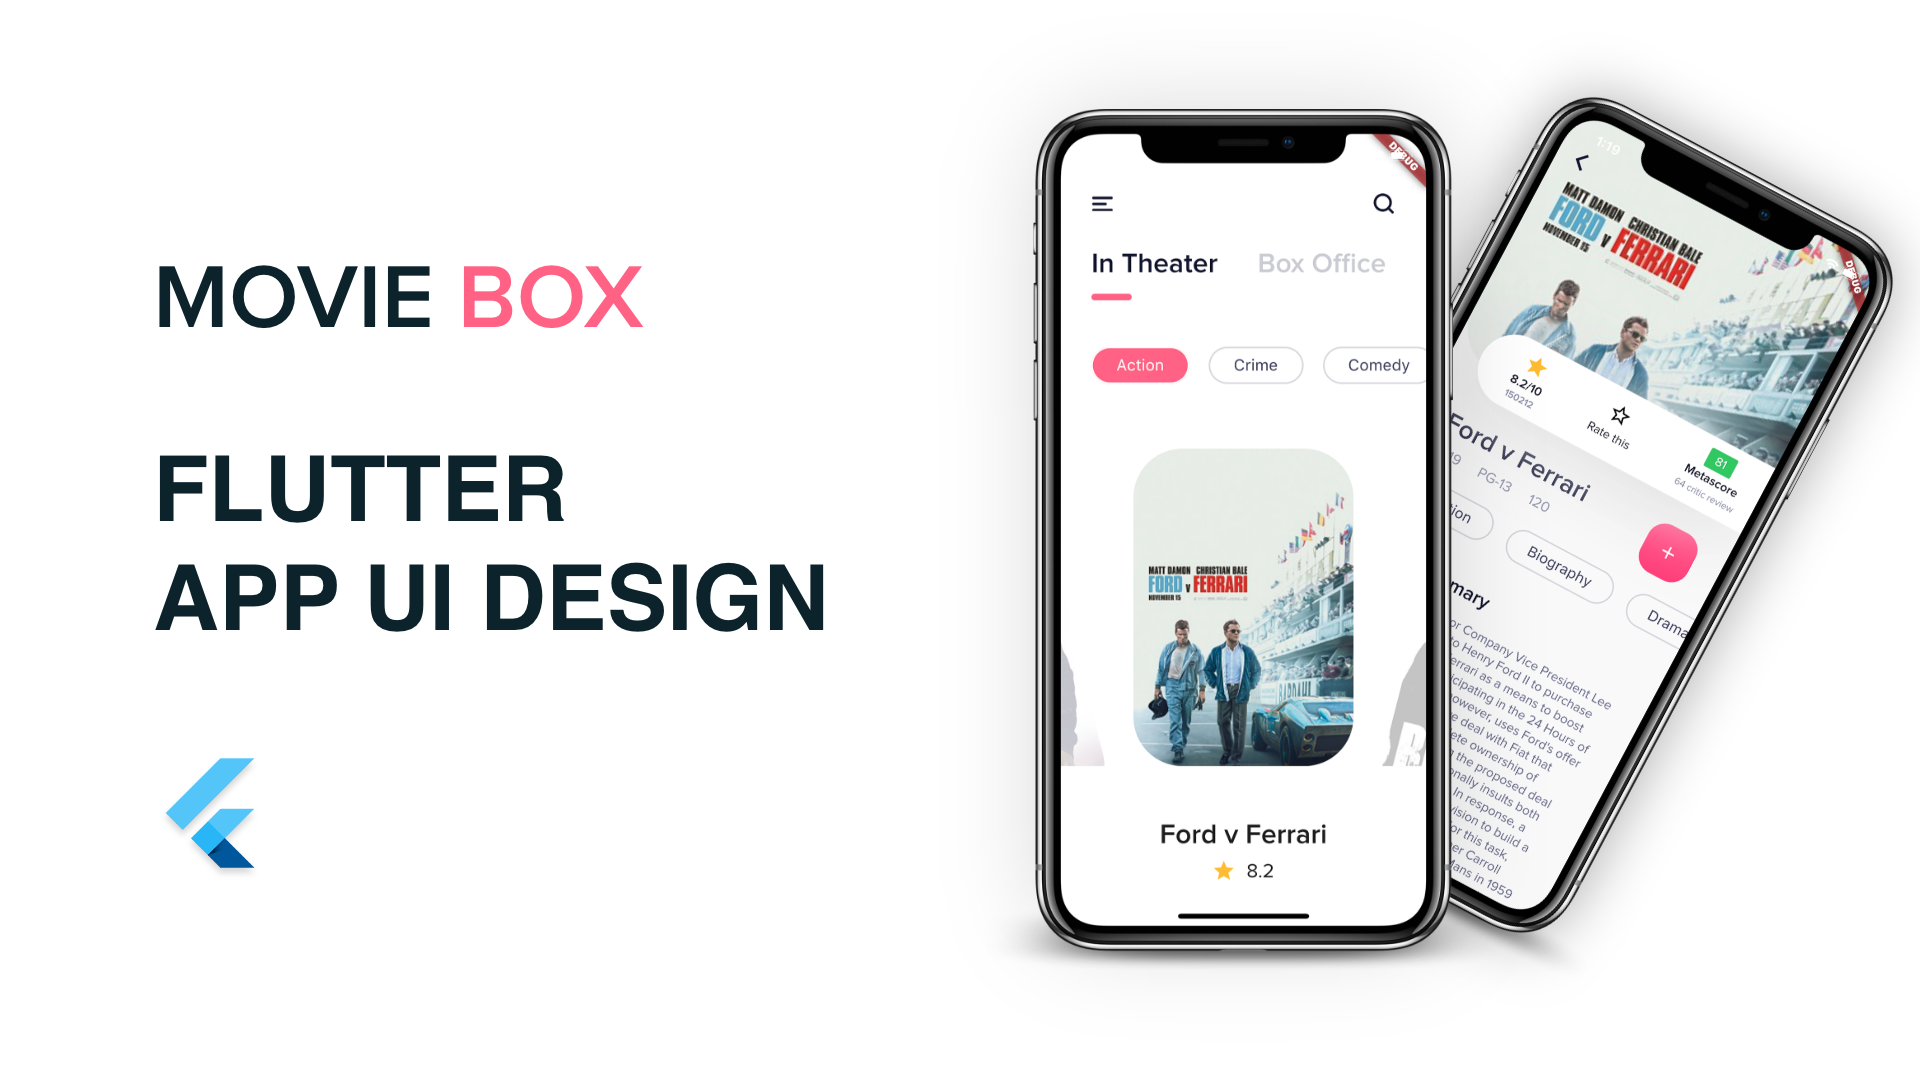 MOVIE BOX
FLUTTER
APP UI DESIGN
DEBUG
In Theater
Box Office
Action
Crime
Comedy
MATT DAMON CHRISTIAN BALE
FORD v FERRARI
NOVEMBER 15
BARDAHL
Ford v Ferrari
8.2
1:19
DEBUG
MATT DAMON CHRISTIAN BALE
FORD v FERRARI
NOVEMBER 15
8.2/10
150212
Rate this
81
Metascore
64 critic review
Ford v Ferrari
19 PG-13 120
ion
Biography
Drama
mary
or Company Vice President Lee
to Henry Ford II to purchase
errari as a means to boost
icipating in the 24 Hours of
owever, uses Ford's offer
e deal with Fiat that
ete ownership of
the proposed deal
onally insults both
In response, a
vision to build a
or this task,
er Carroll
Mans in 1959